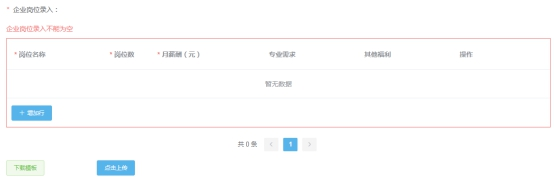 * 企业岗位录入：
企业岗位录入不能为空
* 岗位名称 * 岗位数 * 月薪酬（元） 专业需求 其他福利 操作
暂无数据
+ 增加行
共 0 条 < 1 >
下载模板 点击上传